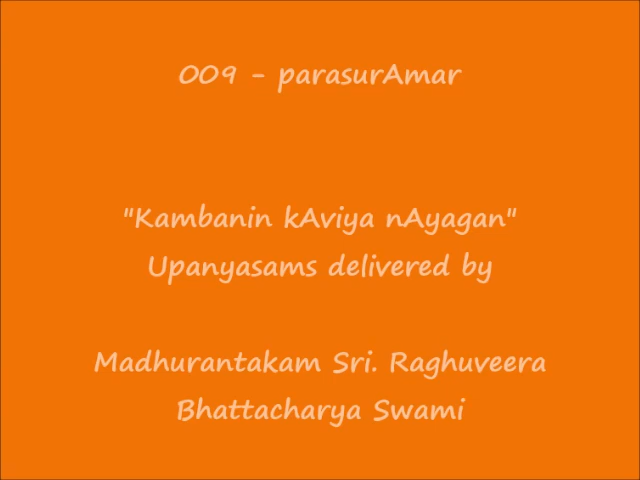 009 - parasurAmar
"Kambanin kAviya nAyagan"
Upanyasams delivered by
Madhurantakam Sri. Raghuveera
Bhattacharya Swami